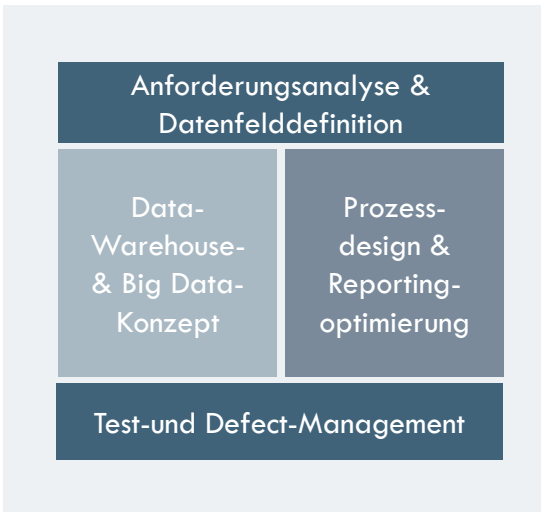 Anforderungsanalyse &
Datenfelddefinition
Data-
Warehouse-
& Big Data-
Konzept
Prozess-
design &
Reporting-
optimierung
Test-und Defect-Management